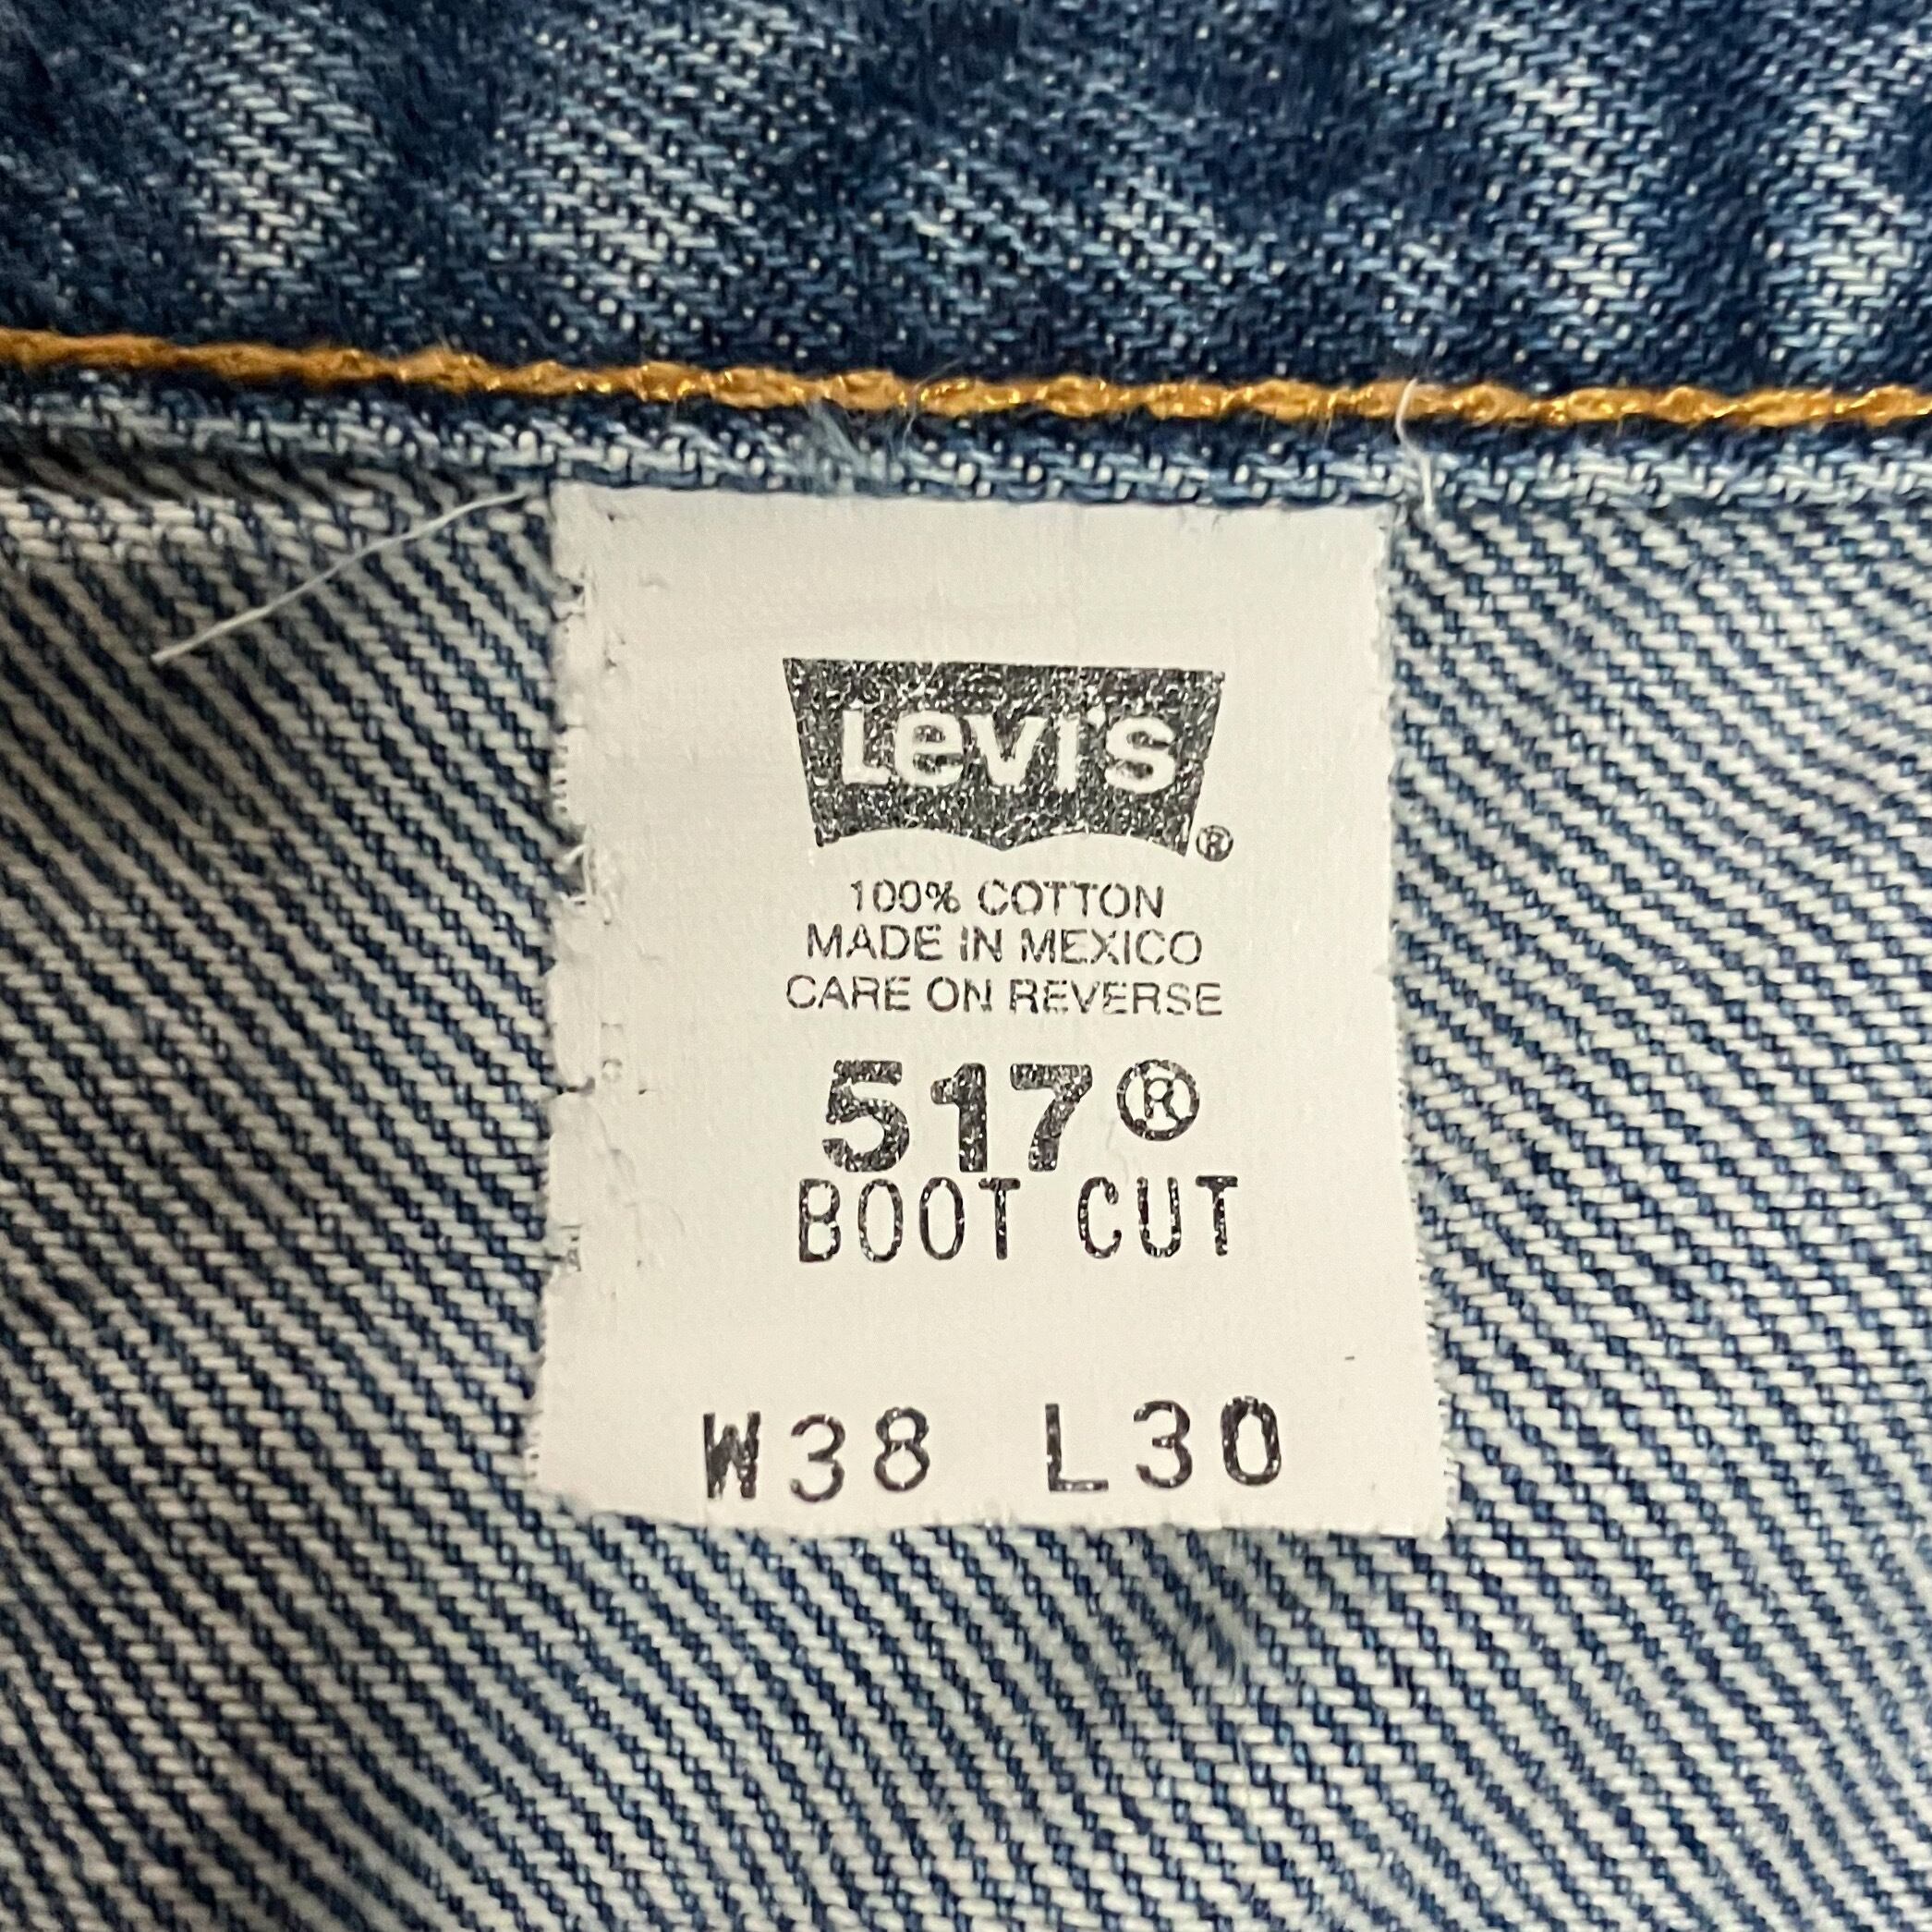 Levi's®
100% COTTON
MADE IN MEXICO
CARE ON REVERSE
517®
BOOT CUT
W38 L30